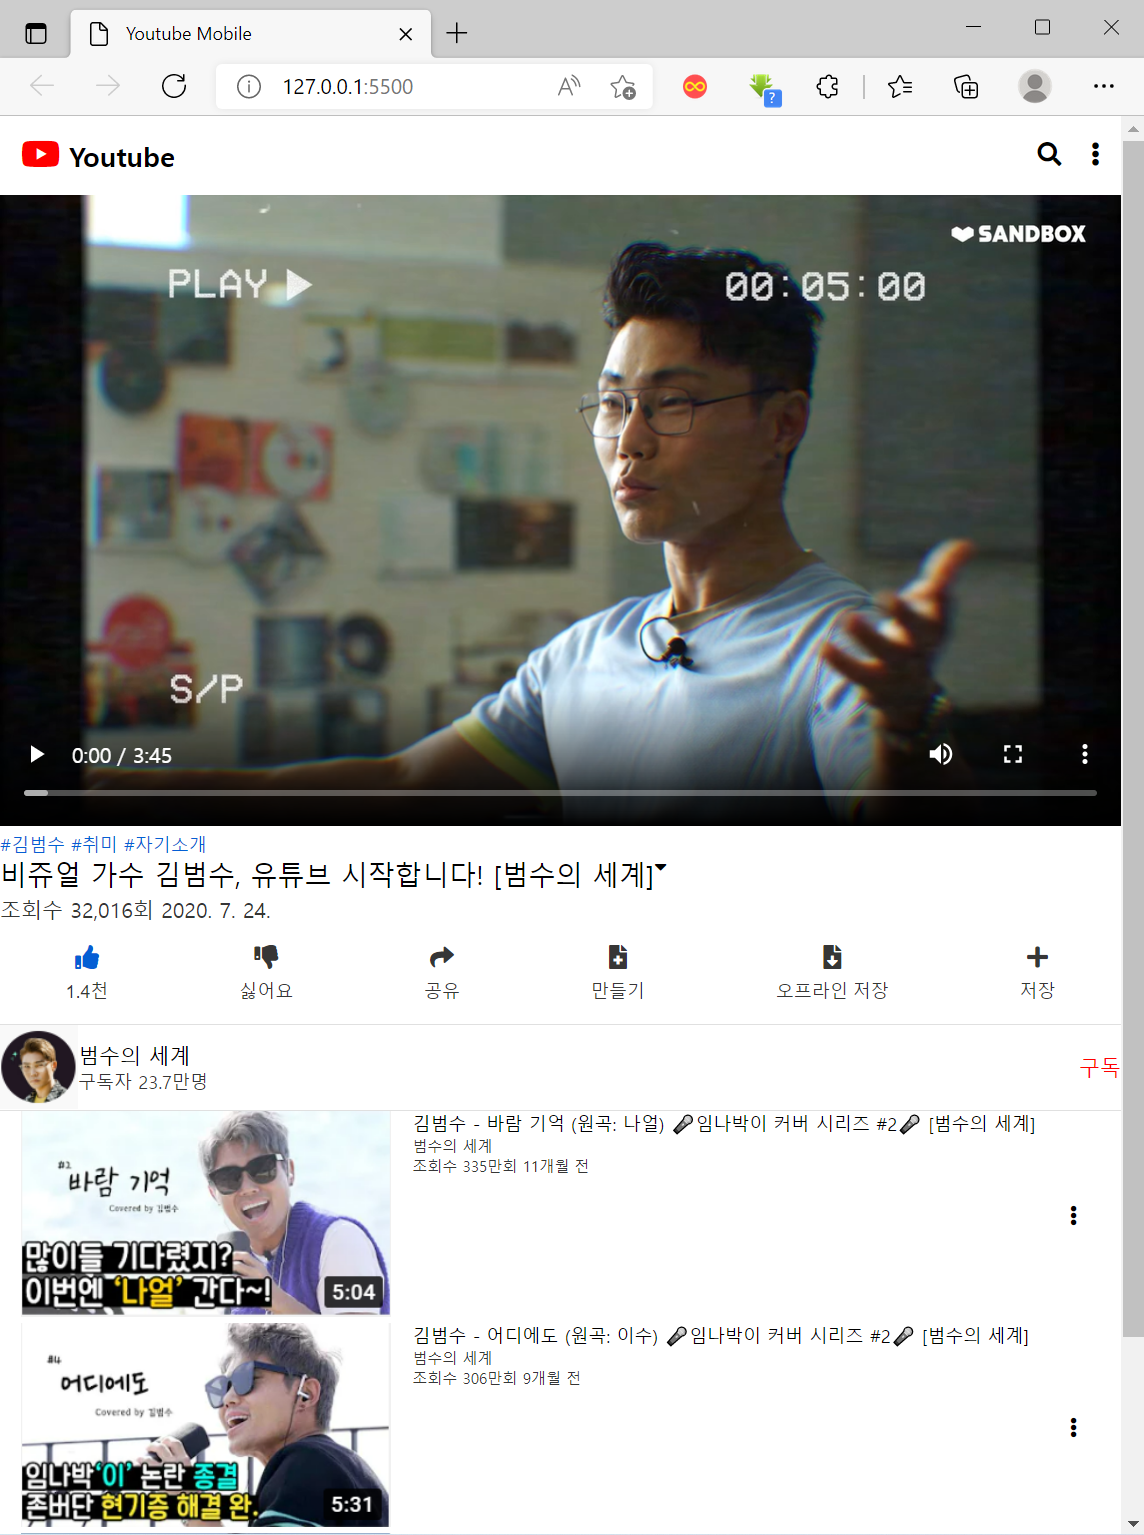 Youtube Mobile
127.0.0.1:5500
Youtube
SANDBOX
PLAY
00:05:00
S/P
0:00 / 3:45
#김범수 #취미 #자기소개
비쥬얼 가수 김범수, 유튜브 시작합니다! [범수의 세계]
조회수 32,016회 2020. 7. 24.
1.4천 싫어요 공유 만들기 오프라인 저장 저장
범수의 세계
구독자 23.7만명
구독
#2
바람 기억
Covered by 김범수
많이들 기다렸지?
이번엔 '나얼' 간다~!
5:04
김범수 - 바람 기억 (원곡: 나얼) 🎤임나박이 커버 시리즈 #2🎤 [범수의 세계]
범수의 세계
조회수 335만회 11개월 전
#4
어디에도
Covered by 김범수
임나박'이' 논란 종결
존버단 현기증 해결 완.
5:31
김범수 - 어디에도 (원곡: 이수) 🎤임나박이 커버 시리즈 #2🎤 [범수의 세계]
범수의 세계
조회수 306만회 9개월 전